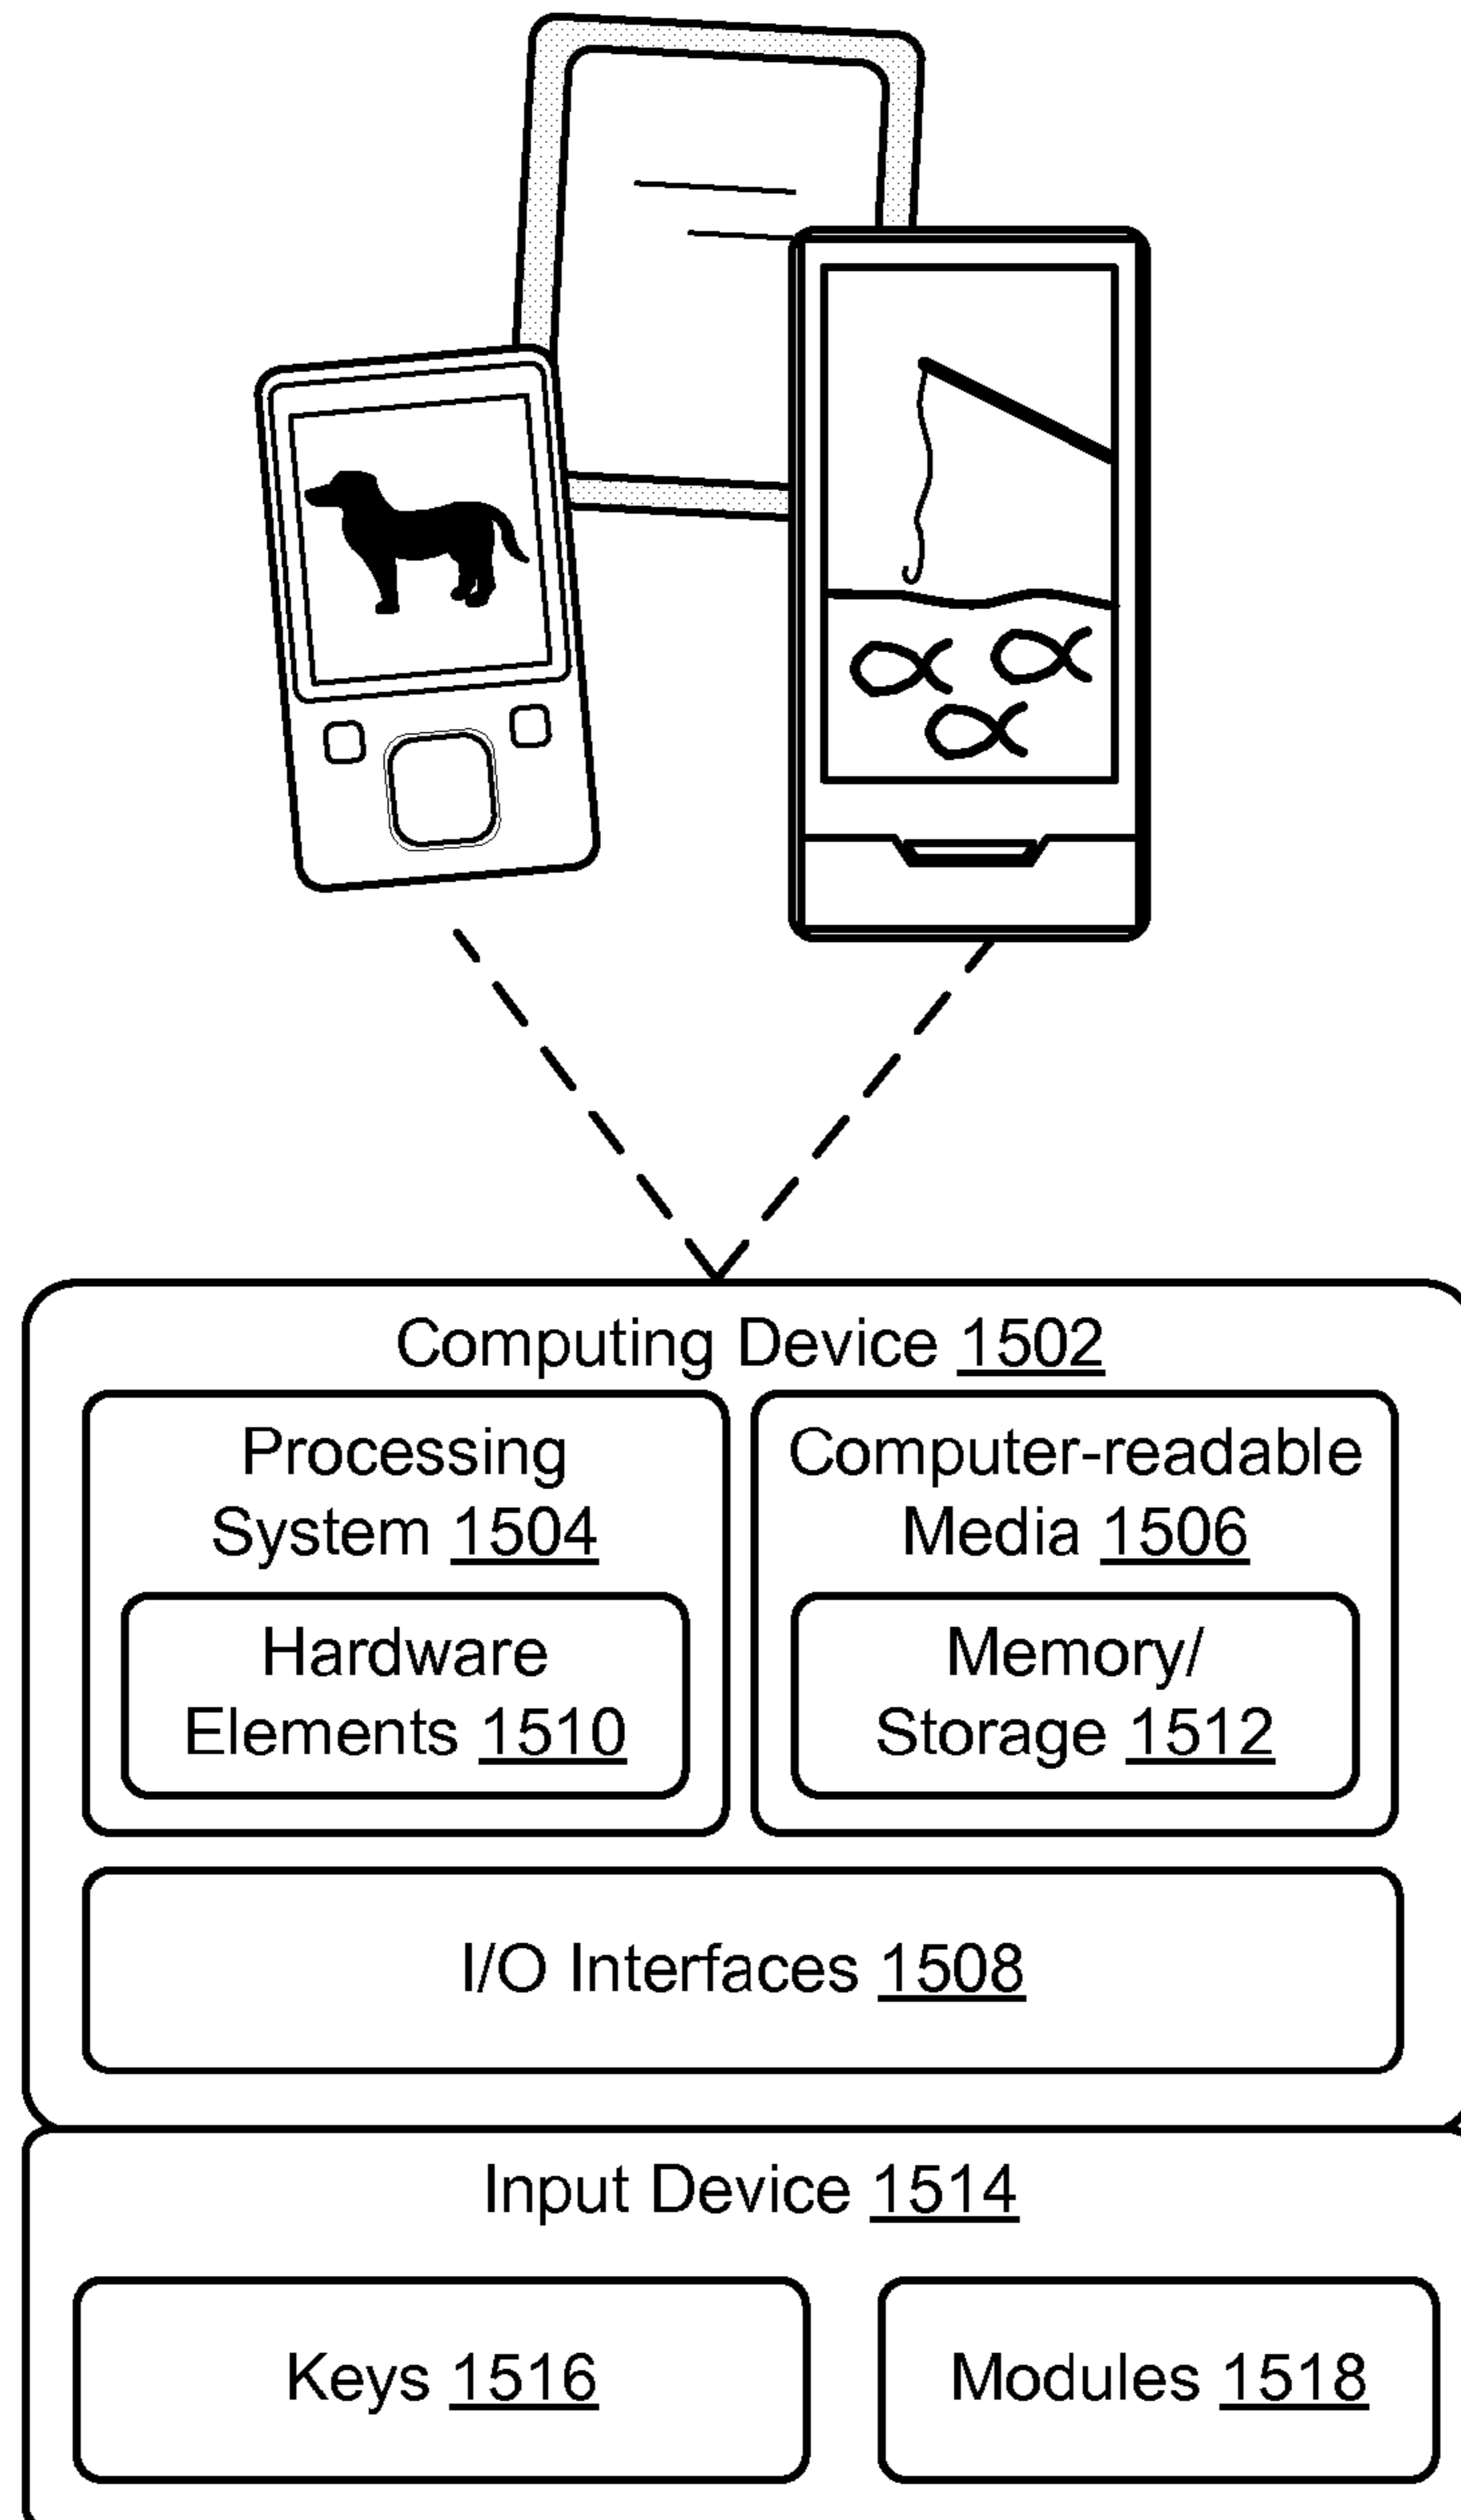 Computing Device 1502
Processing
System 1504
Hardware
Elements 1510
Computer-readable
Media 1506
Memory/
Storage 1512
I/O Interfaces 1508
Input Device 1514
Keys 1516
Modules 1518